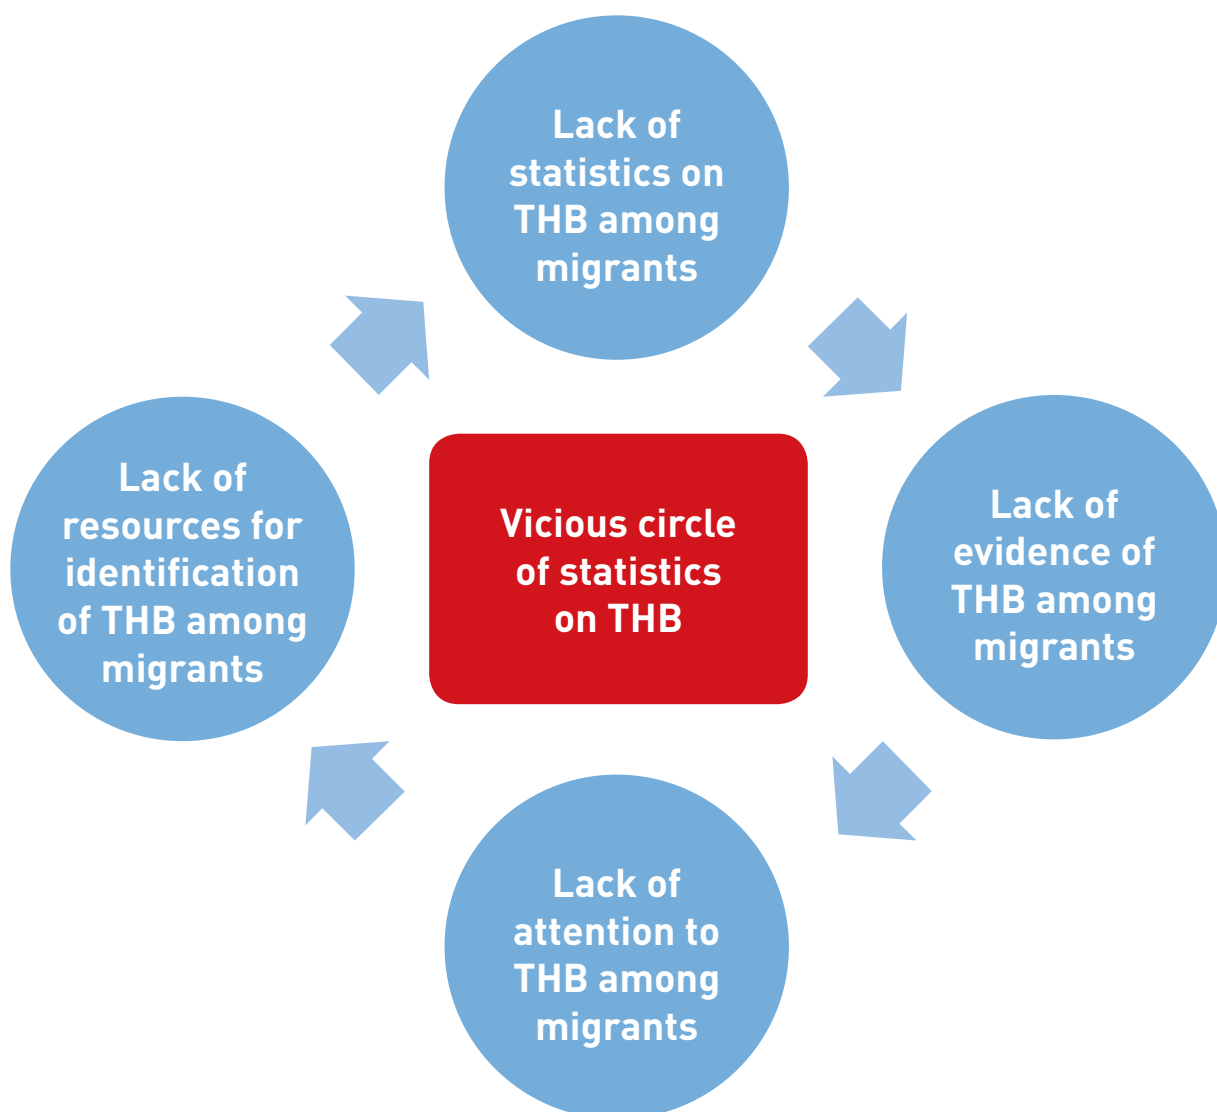 Lack of
statistics on
THB among
migrants
Lack of
resources for
identification
of THB among
migrants
Vicious circle
of statistics
on THB
Lack of
evidence of
THB among
migrants
Lack of
attention to
THB among
migrants